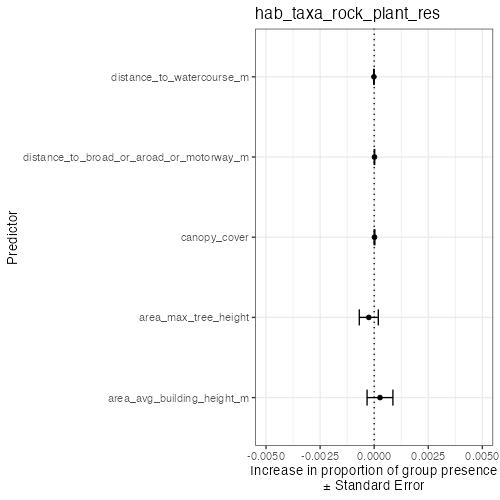 hab_taxa_rock_plant_res
Predictor
distance_to_watercourse_m
distance_to_broad_or_aroad_or_motorway_m
canopy_cover
area_max_tree_height
area_avg_building_height_m
-0.0050 -0.0025 0.0000 0.0025 0.0050
Increase in proportion of group presence
± Standard Error